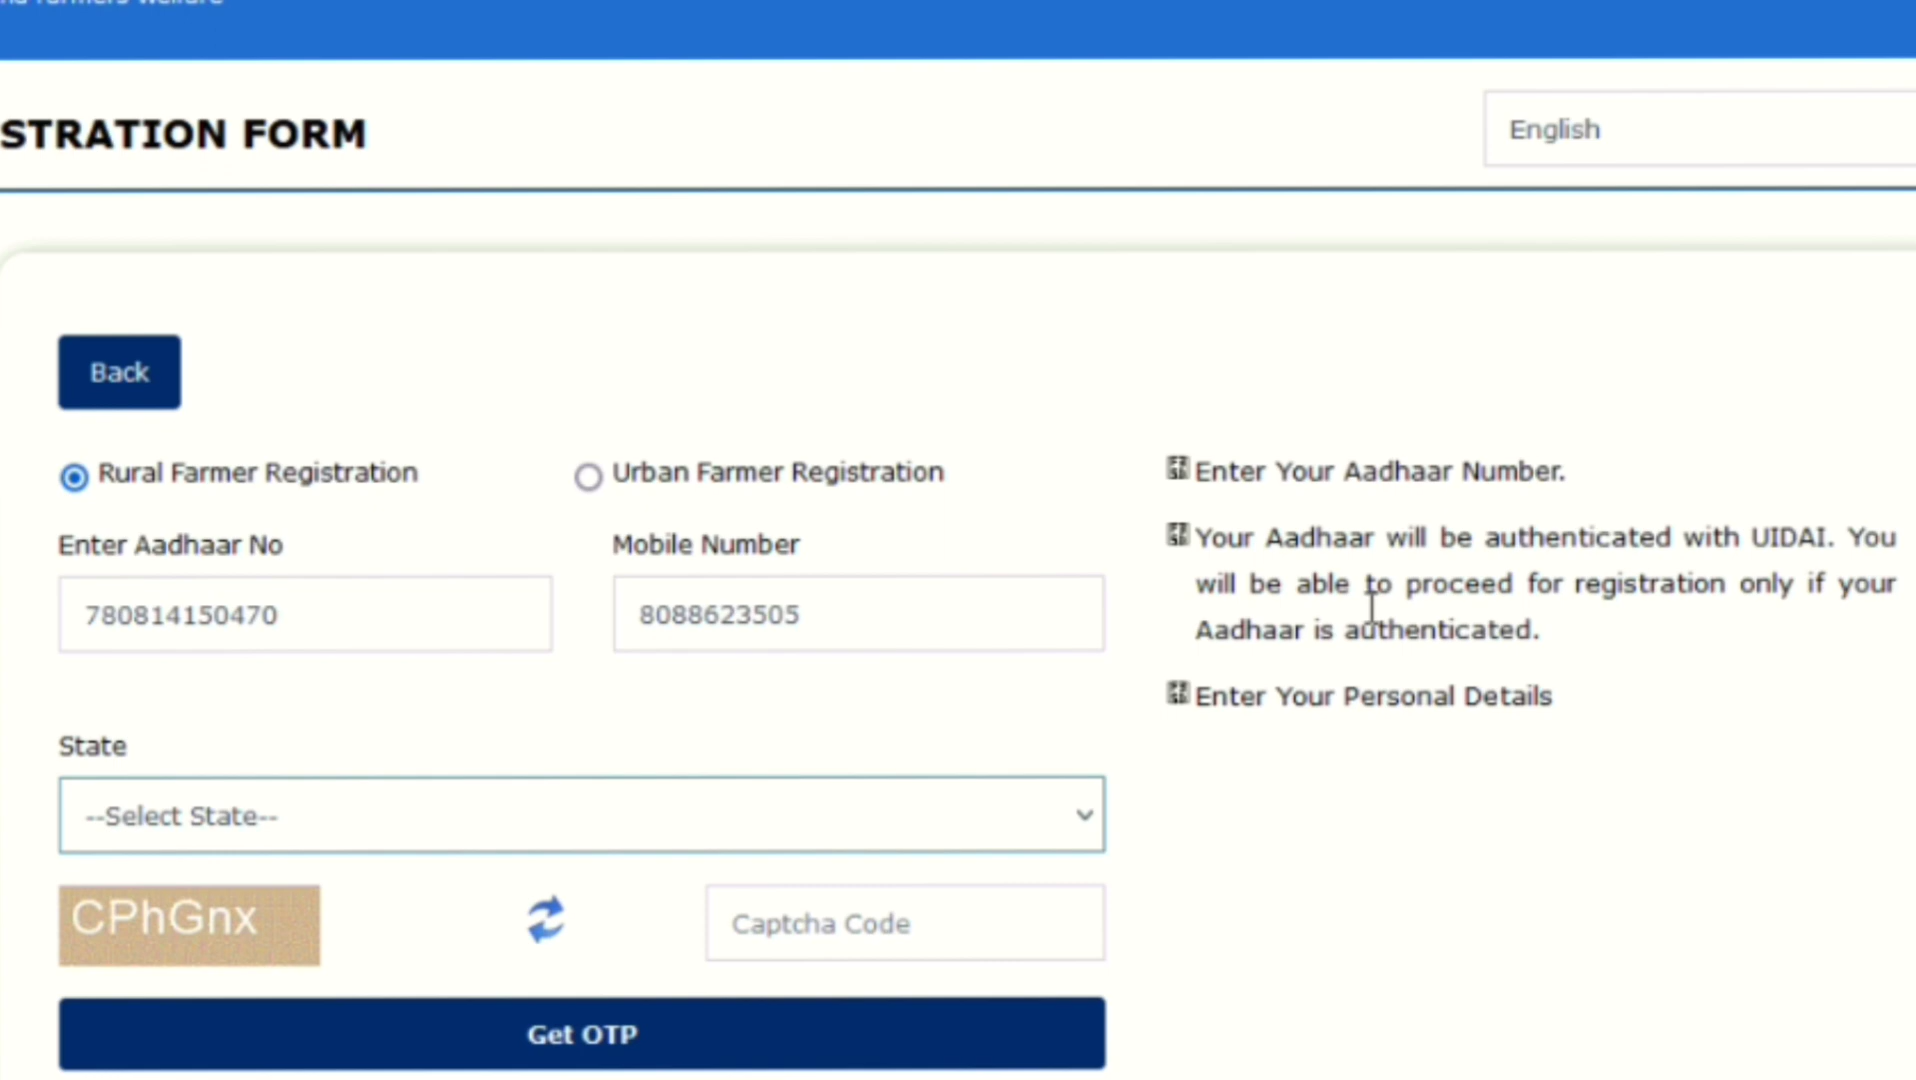 STRATION FORM
English
Back
Rural Farmer Registration
Urban Farmer Registration
Enter Aadhaar No
Mobile Number
780814150470
8088623505
State
--Select State--
CPhGnx
Captcha Code
Get OTP
Enter Your Aadhaar Number.
Your Aadhaar will be authenticated with UIDAI. You
will be able to proceed for registration only if your
Aadhaar is authenticated.
Enter Your Personal Details